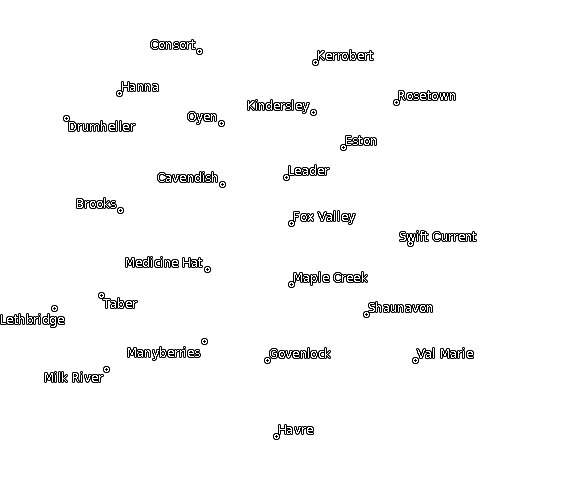 Consort
Kerrobert
Hanna
Rosetown
Kindersley
Oyen
Drumheller
Eston
Leader
Cavendish
Brooks
Fox Valley
Swift Current
Medicine Hat
Maple Creek
Taber
Shaunavon
Lethbridge
Manyberries
Govenlock
Val Marie
Milk River
Havre